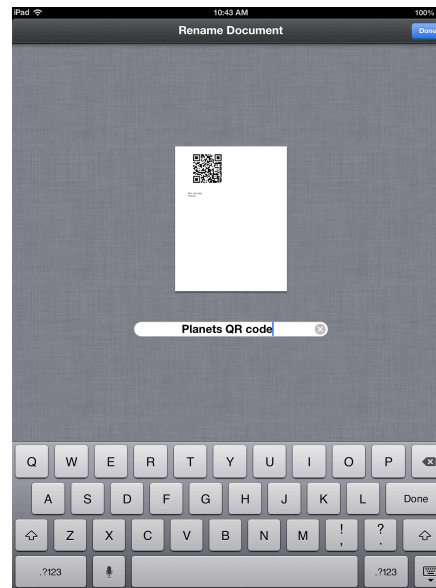 iPad 10:43 AM 100%
Rename Document
Done
Planets QR code
Q W E R T Y U I O P
A S D F G H J K L Done
Z X C V B N M ! , ? .
.?123 .?123